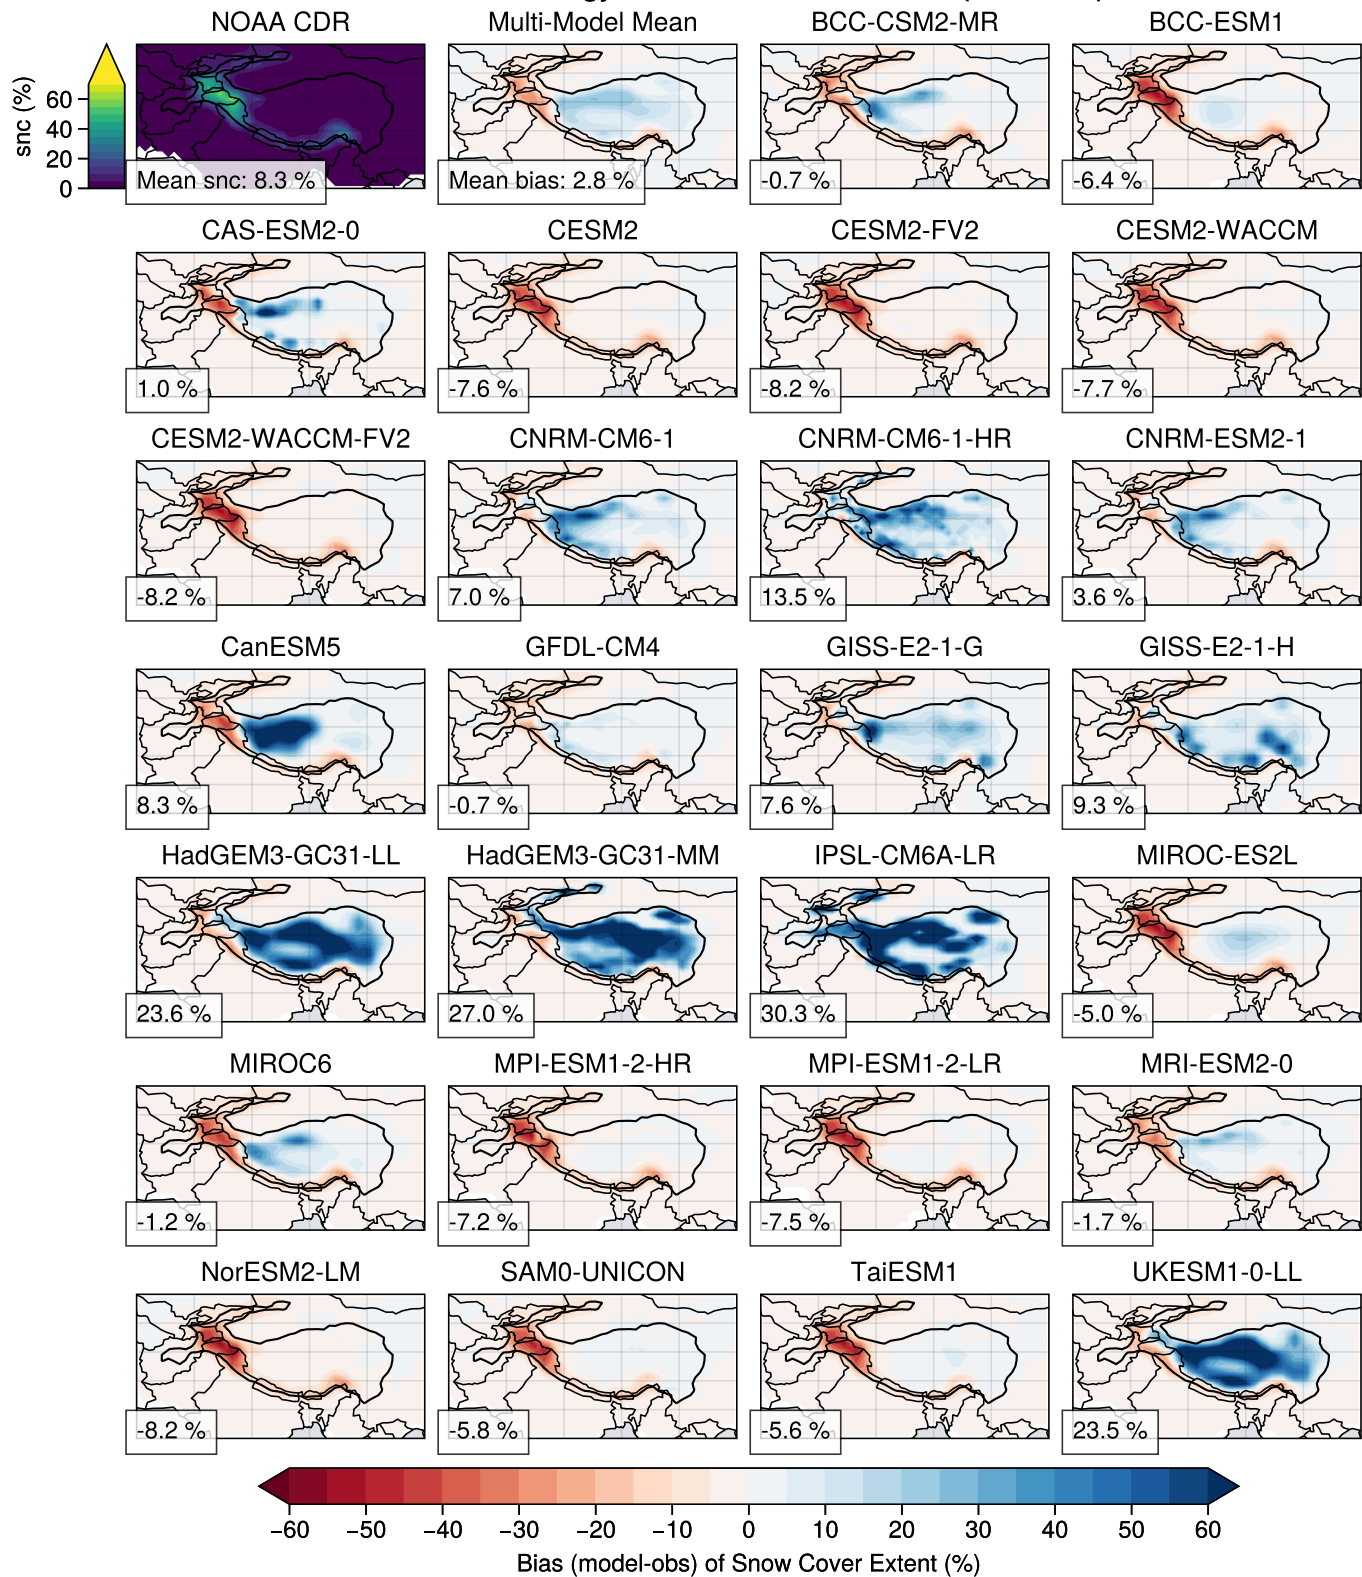 NOAA CDR
Multi-Model Mean
BCC-CSM2-MR
BCC-ESM1
snc (%)
60
40
20
0
Mean snc: 8.3 %
Mean bias: 2.8 %
-0.7 %
-6.4 %
CAS-ESM2-0
CESM2
CESM2-FV2
CESM2-WACCM
1.0 %
-7.6 %
-8.2 %
-7.7 %
CESM2-WACCM-FV2
CNRM-CM6-1
CNRM-CM6-1-HR
CNRM-ESM2-1
-8.2 %
7.0 %
13.5 %
3.6 %
CanESM5
GFDL-CM4
GISS-E2-1-G
GISS-E2-1-H
8.3 %
-0.7 %
7.6 %
9.3 %
HadGEM3-GC31-LL
HadGEM3-GC31-MM
IPSL-CM6A-LR
MIROC-ES2L
23.6 %
27.0 %
30.3 %
-5.0 %
MIROC6
MPI-ESM1-2-HR
MPI-ESM1-2-LR
MRI-ESM2-0
-1.2 %
-7.2 %
-7.5 %
-1.7 %
NorESM2-LM
SAM0-UNICON
TaiESM1
UKESM1-0-LL
-8.2 %
-5.8 %
-5.6 %
23.5 %
−60 −50 −40 −30 −20 −10 0 10 20 30 40 50 60
Bias (model-obs) of Snow Cover Extent (%)